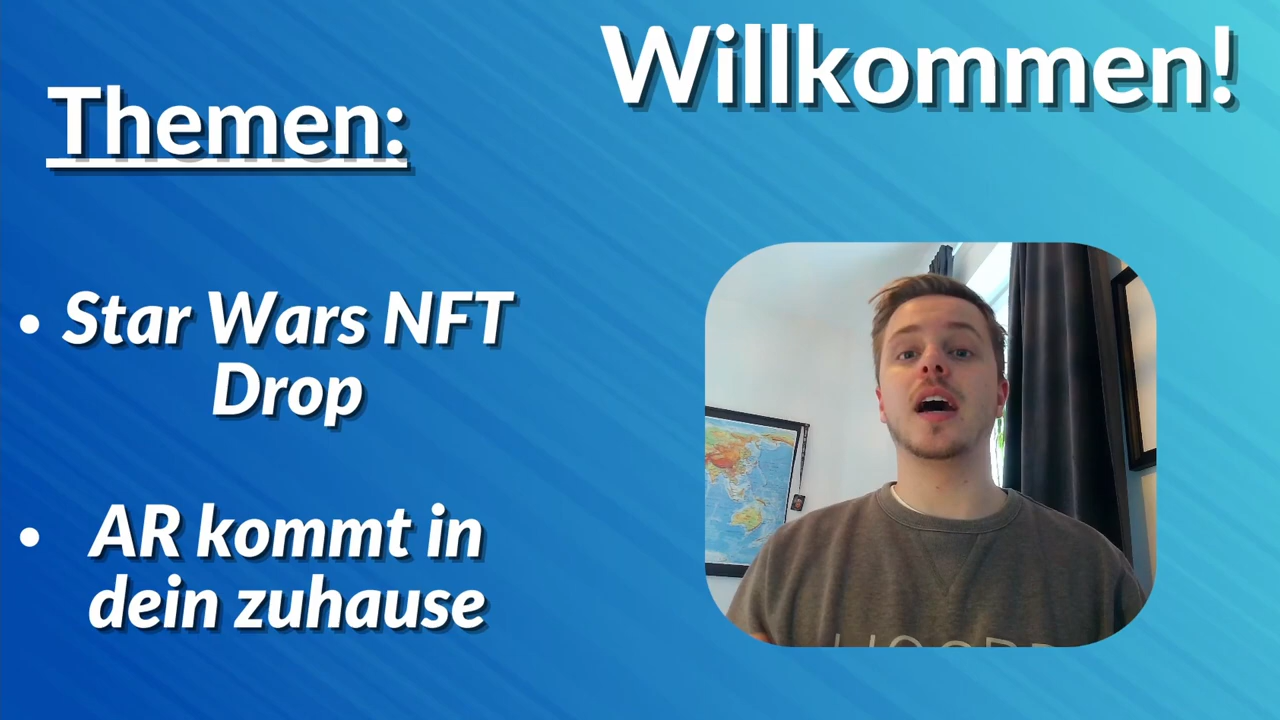 Willkommen!
Themen:
• Star Wars NFT
Drop
• AR kommt in
dein zuhause